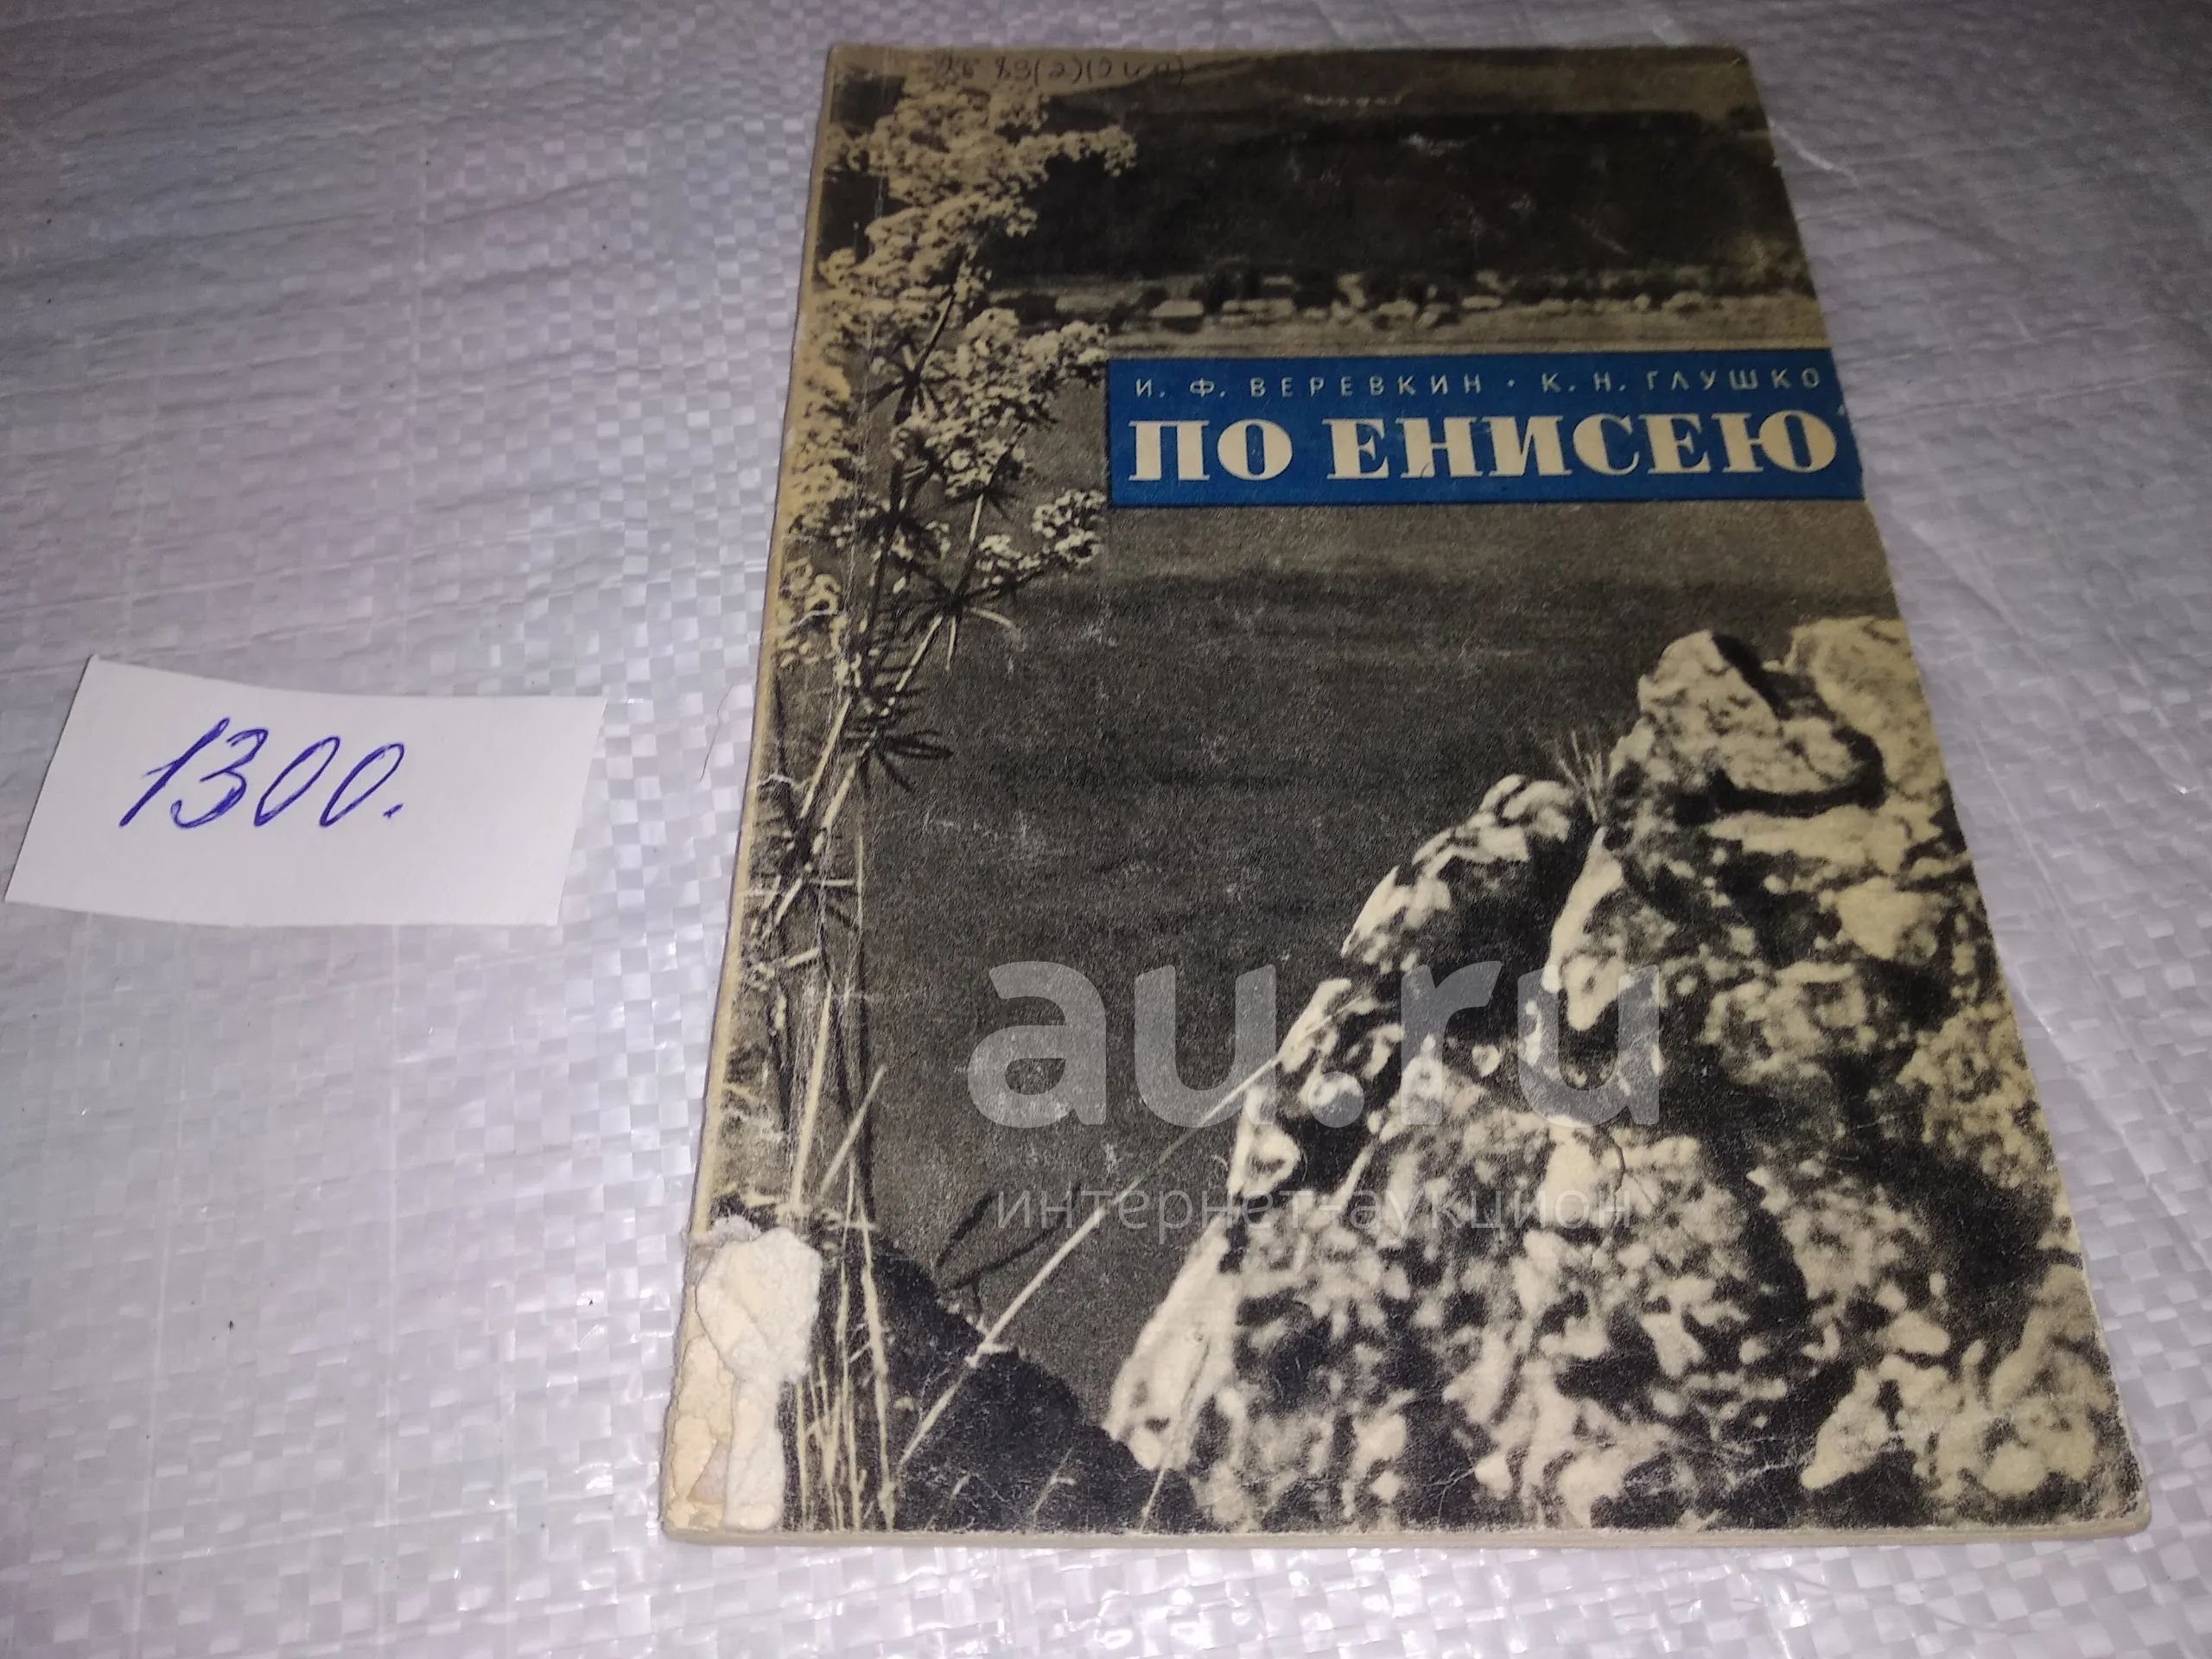 И. Ф. ВЕРЕВКИН · К. Н. ГЛУШКО
ПО ЕНИСЕЮ
1300.
au.ru
интернет-аукцион